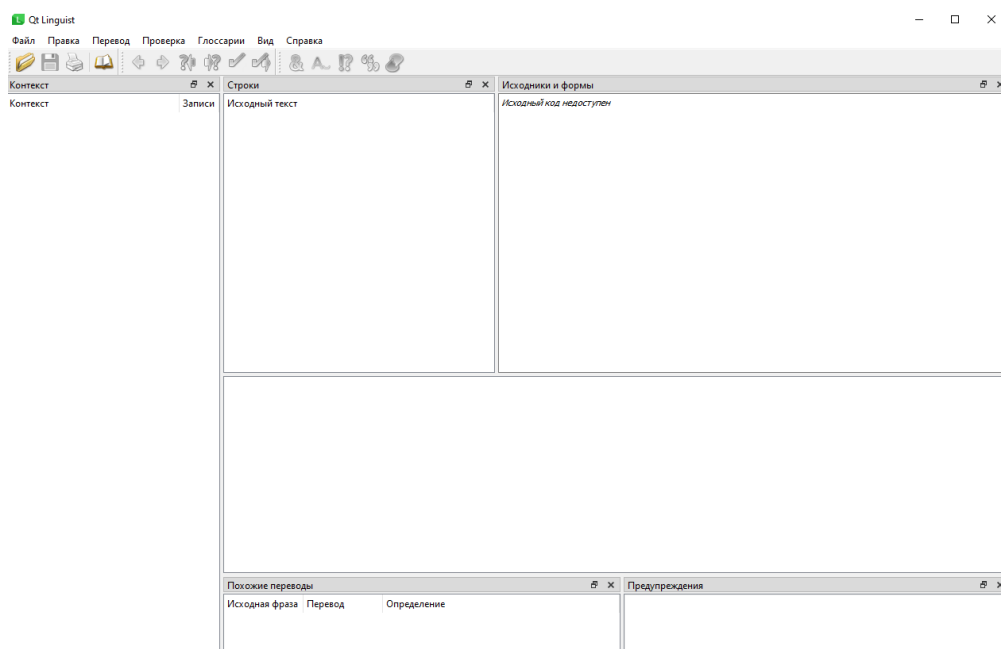 Qt Linguist
Файл Правка Перевод Проверка Глоссарии Вид Справка
Контекст
Контекст Записи
Строки
Исходный текст
Исходники и формы
Исходный код недоступен
Похожие переводы
Исходная фраза Перевод Определение
Предупреждения